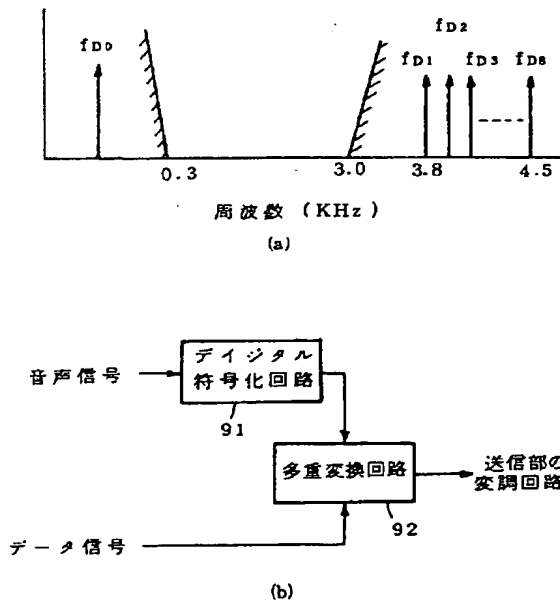 fD0
fD2
fD1
fD3
fD8
0.3
3.0
3.8
4.5
周波数 (KHz)
(a)
音声信号
デイジタル
符号化回路
91
多重変換回路
送信部の
変調回路
92
データ信号
(b)